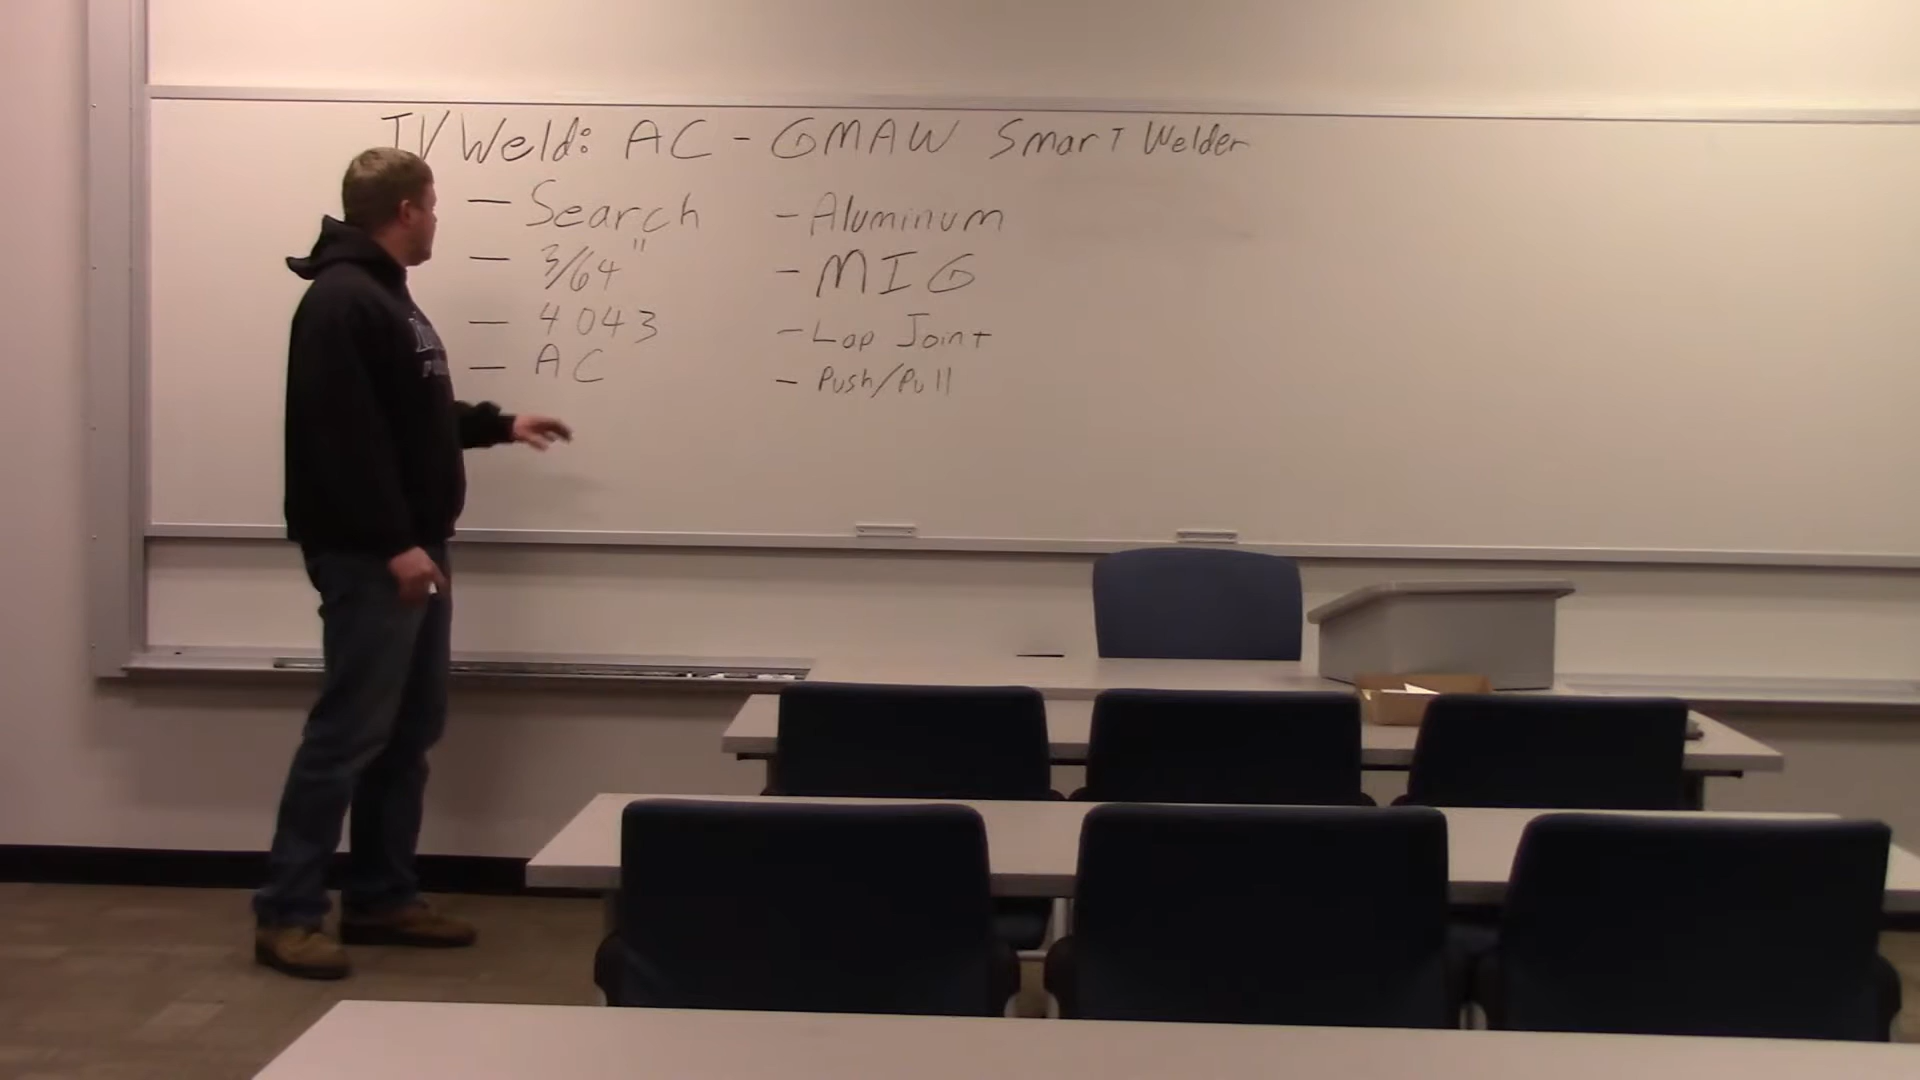 TV Weld: AC - GMAW Smart Welder
- Search
- 3/64"
- 4043
- AC
- Aluminum
- MIG
- Lap Joint
- Push/Pull